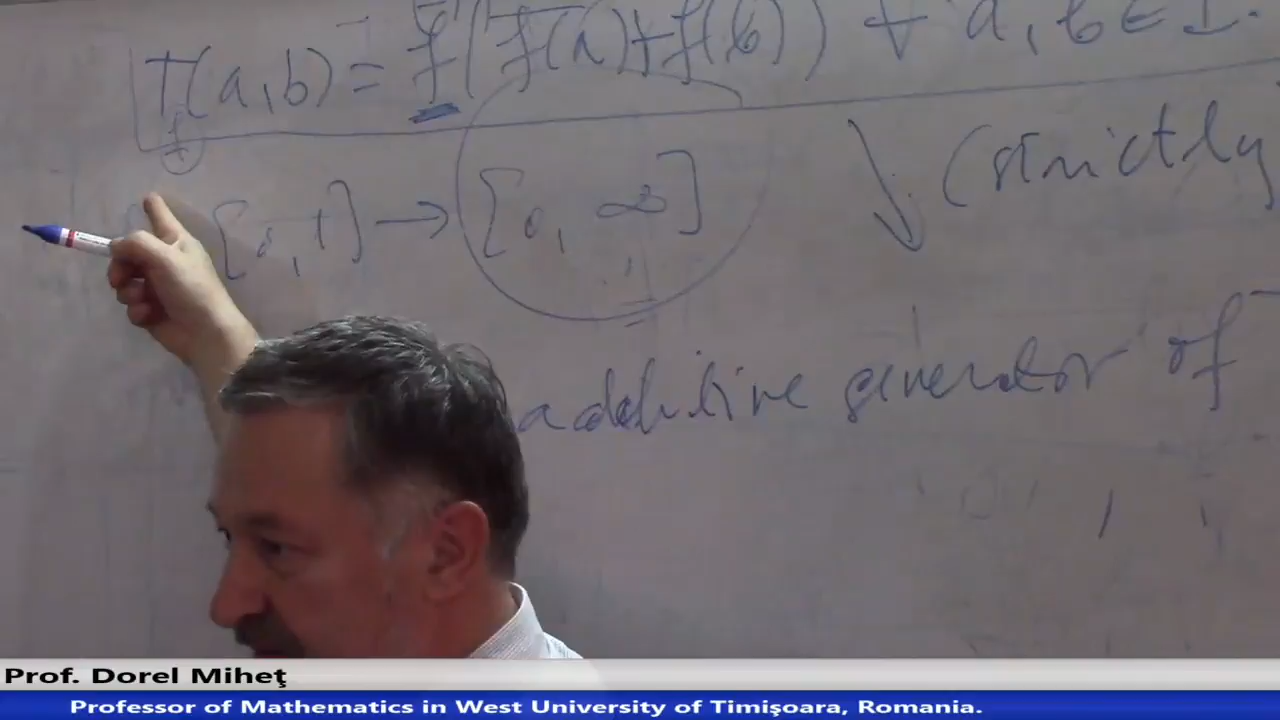 T(a,b) = f⁻¹(f(a)+f(b)) ∀ a, b ∈ I.
[0,1] → [0, ∞] ↘ (strictly
additive generator of T
Prof. Dorel Miheţ
Professor of Mathematics in West University of Timişoara, Romania.